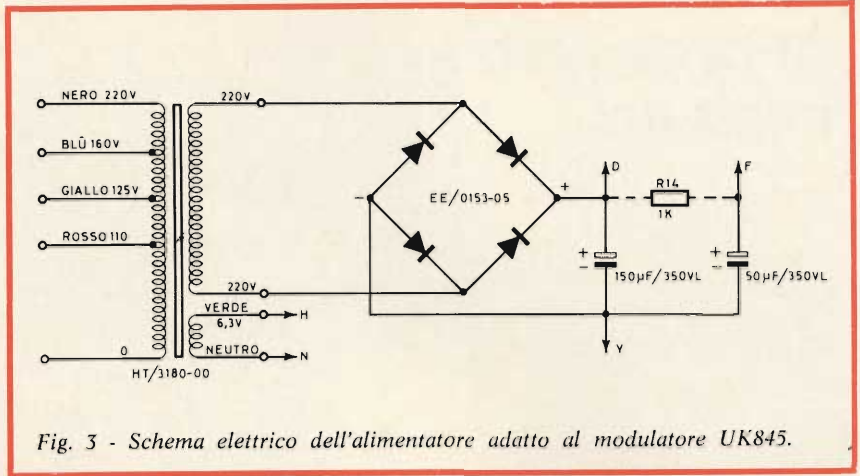 NERO 220V
BLÛ 160V
GIALLO 125V
ROSSO 110
0
HT/3180-00
220V
220V
VERDE
6,3V
H
NEUTRO
N
-
EE/0153-05
+
D
R14
1K
F
+
-
150µF/350VL
+
-
50µF/350VL
Y
Fig. 3 - Schema elettrico dell'alimentatore adatto al modulatore UK845.